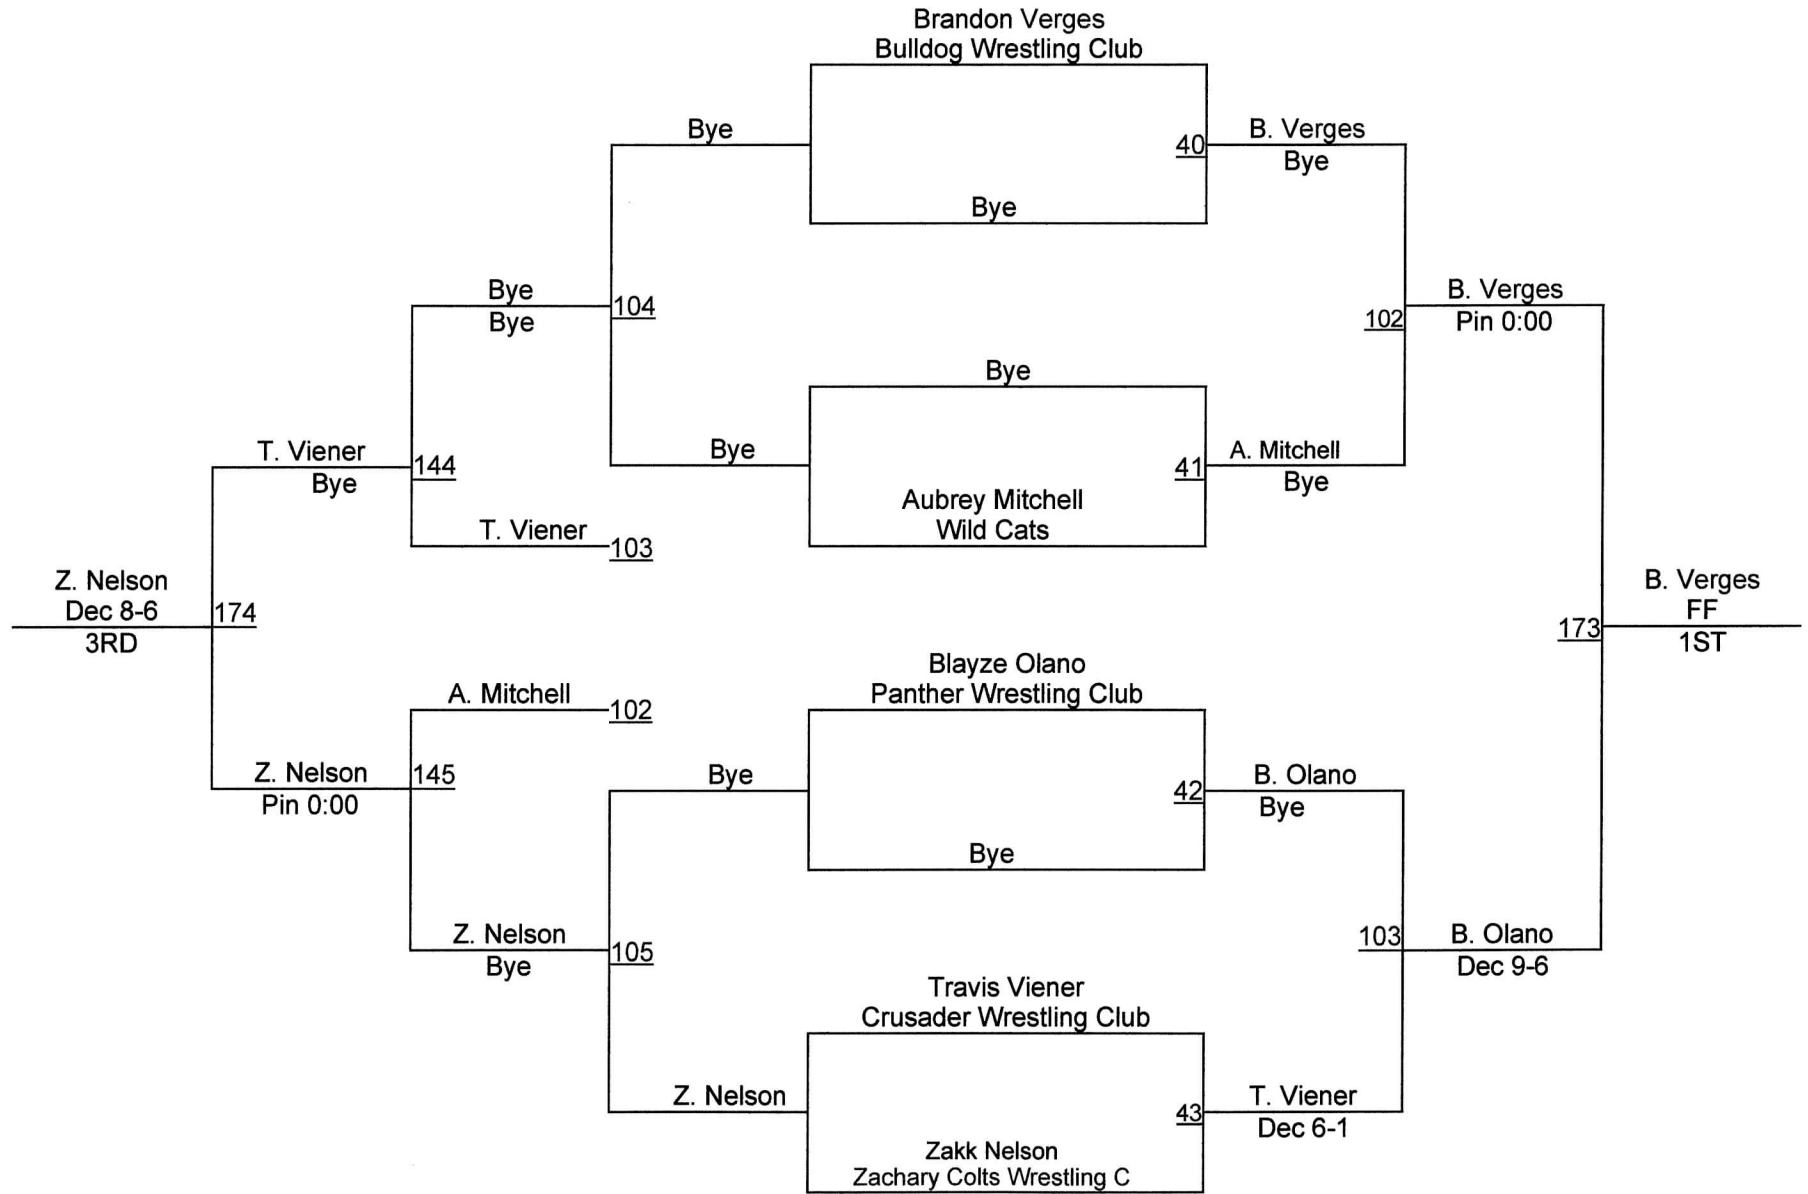 Brandon Verges
Bulldog Wrestling Club
Bye
40
B. Verges
Bye
Bye
Bye
Bye
104
B. Verges
Pin 0:00
102
Bye
T. Viener
Bye
144
Bye
41
A. Mitchell
Bye
Aubrey Mitchell
Wild Cats
T. Viener
103
Z. Nelson
Dec 8-6
3RD
174
B. Verges
FF
1ST
173
Blayze Olano
Panther Wrestling Club
A. Mitchell
102
Z. Nelson
Pin 0:00
145
Bye
42
B. Olano
Bye
Bye
Z. Nelson
Bye
105
103
B. Olano
Dec 9-6
Travis Viener
Crusader Wrestling Club
Z. Nelson
43
T. Viener
Dec 6-1
Zakk Nelson
Zachary Colts Wrestling C